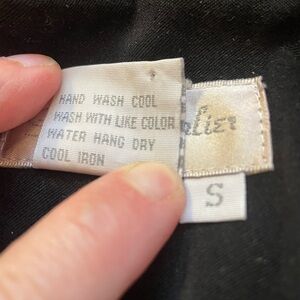 HAND WASH COOL
WASH WITH LIKE COLOR
WATER HANG DRY
COOL IRON
S